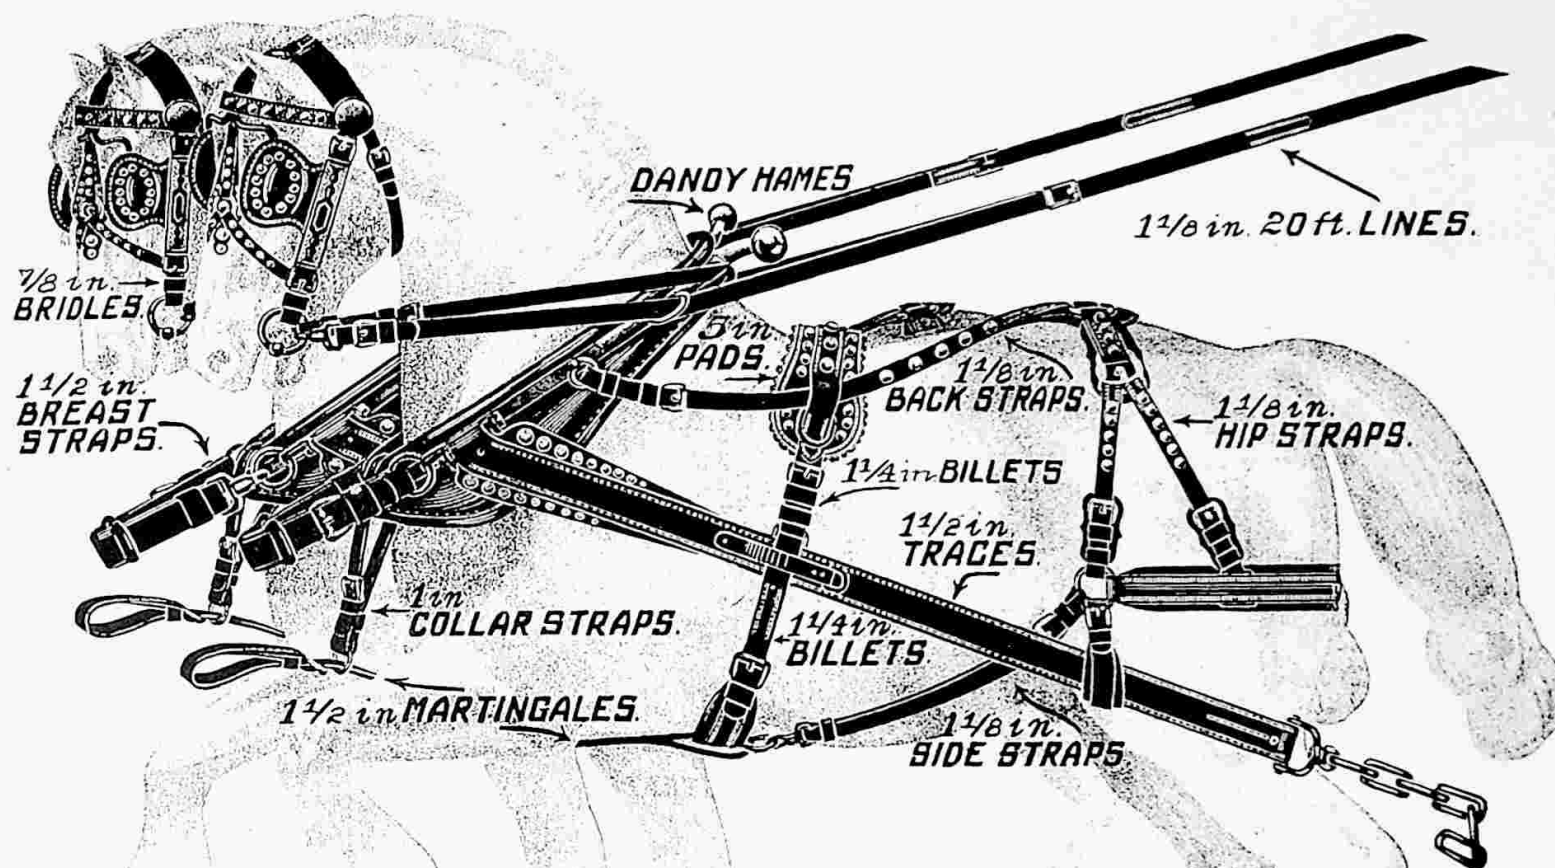 DANDY HAMES
1 1/8 in. 20 ft. LINES.
7/8 in.
BRIDLES.
5 in
PADS.
1 1/8 in
BACK STRAPS.
1 1/2 in.
BREAST
STRAPS.
1 1/8 in.
HIP STRAPS.
1 1/4 in BILLETS
1 1/2 in.
TRACES.
1 in
COLLAR STRAPS.
1 1/4 in.
BILLETS.
1 1/2 in MARTINGALES.
1 1/8 in.
SIDE STRAPS